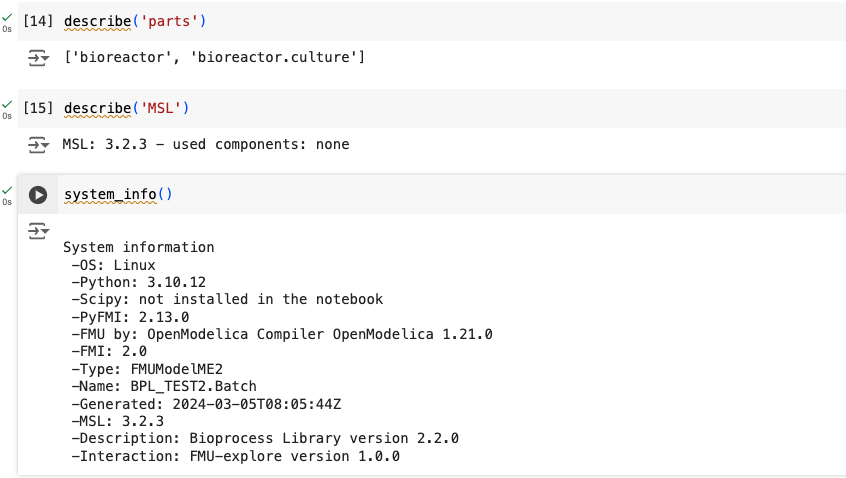 [14] describe('parts')
0s
['bioreactor', 'bioreactor.culture']
[15] describe('MSL')
0s
MSL: 3.2.3 – used components: none
system_info()
0s
System information
–OS: Linux
–Python: 3.10.12
–Scipy: not installed in the notebook
–PyFMI: 2.13.0
–FMU by: OpenModelica Compiler OpenModelica 1.21.0
–FMI: 2.0
–Type: FMUModelME2
–Name: BPL_TEST2.Batch
–Generated: 2024-03-05T08:05:44Z
–MSL: 3.2.3
–Description: Bioprocess Library version 2.2.0
–Interaction: FMU-explore version 1.0.0